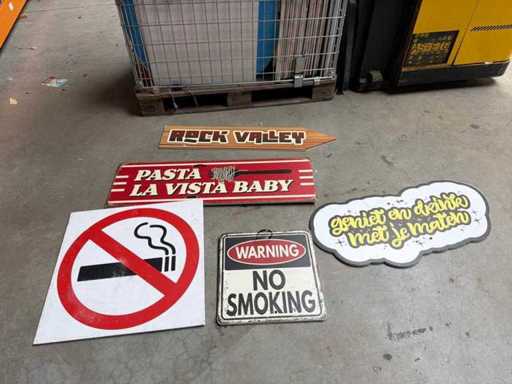 ROCK VALLEY
PASTA
LA VISTA BABY
WARNING
NO
SMOKING
geniet en drink
met je maten